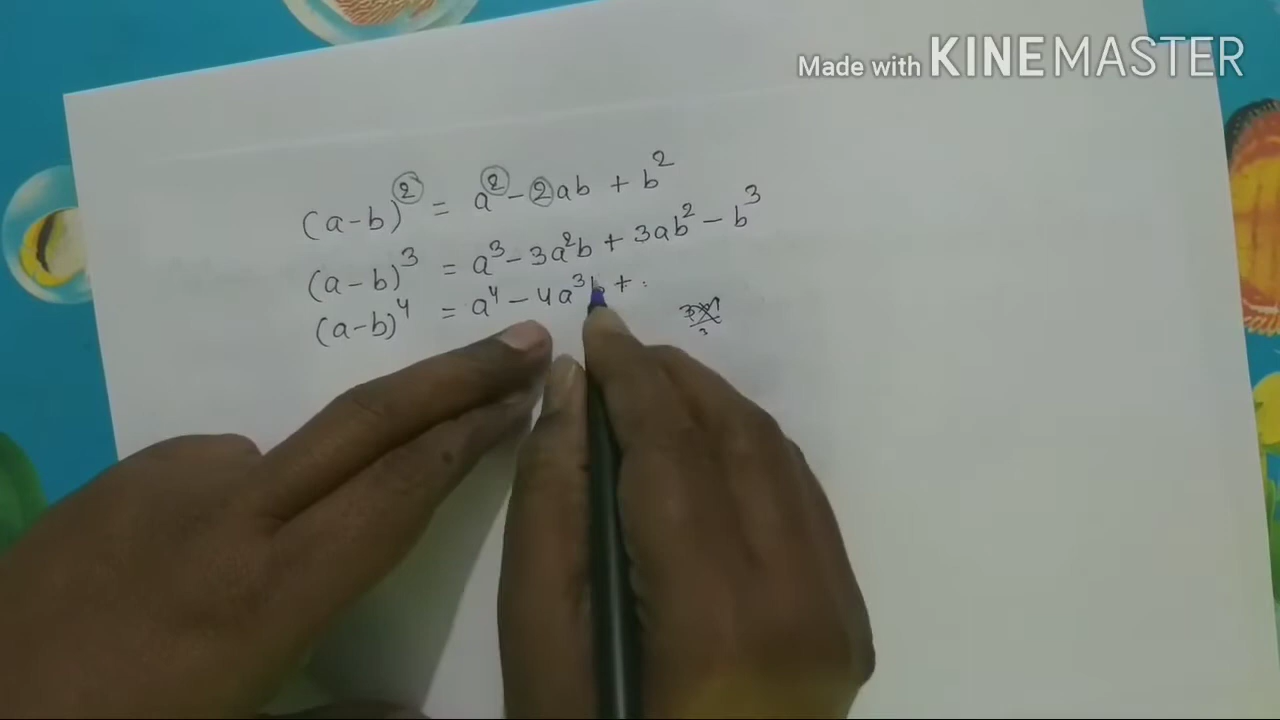 Made with KINEMASTER
(a-b)² = a² - 2ab + b²
(a-b)³ = a³ - 3a²b + 3ab² - b³
(a-b)⁴ = a⁴ - 4a³b +